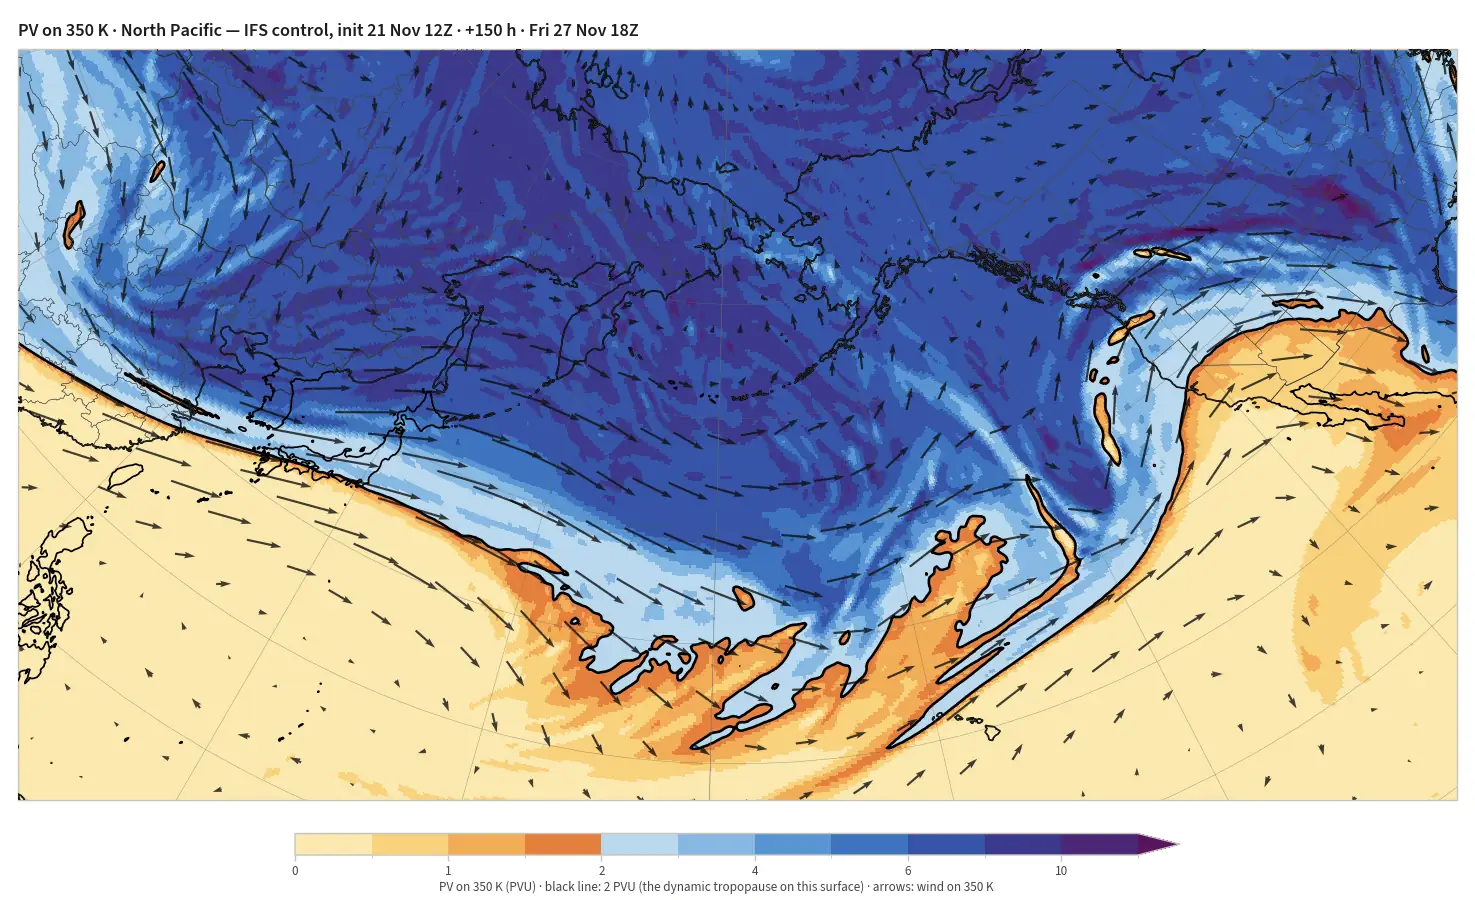 PV on 350 K · North Pacific — IFS control, init 21 Nov 12Z · +150 h · Fri 27 Nov 18Z
0 1 2 4 6 10
PV on 350 K (PVU) · black line: 2 PVU (the dynamic tropopause on this surface) · arrows: wind on 350 K